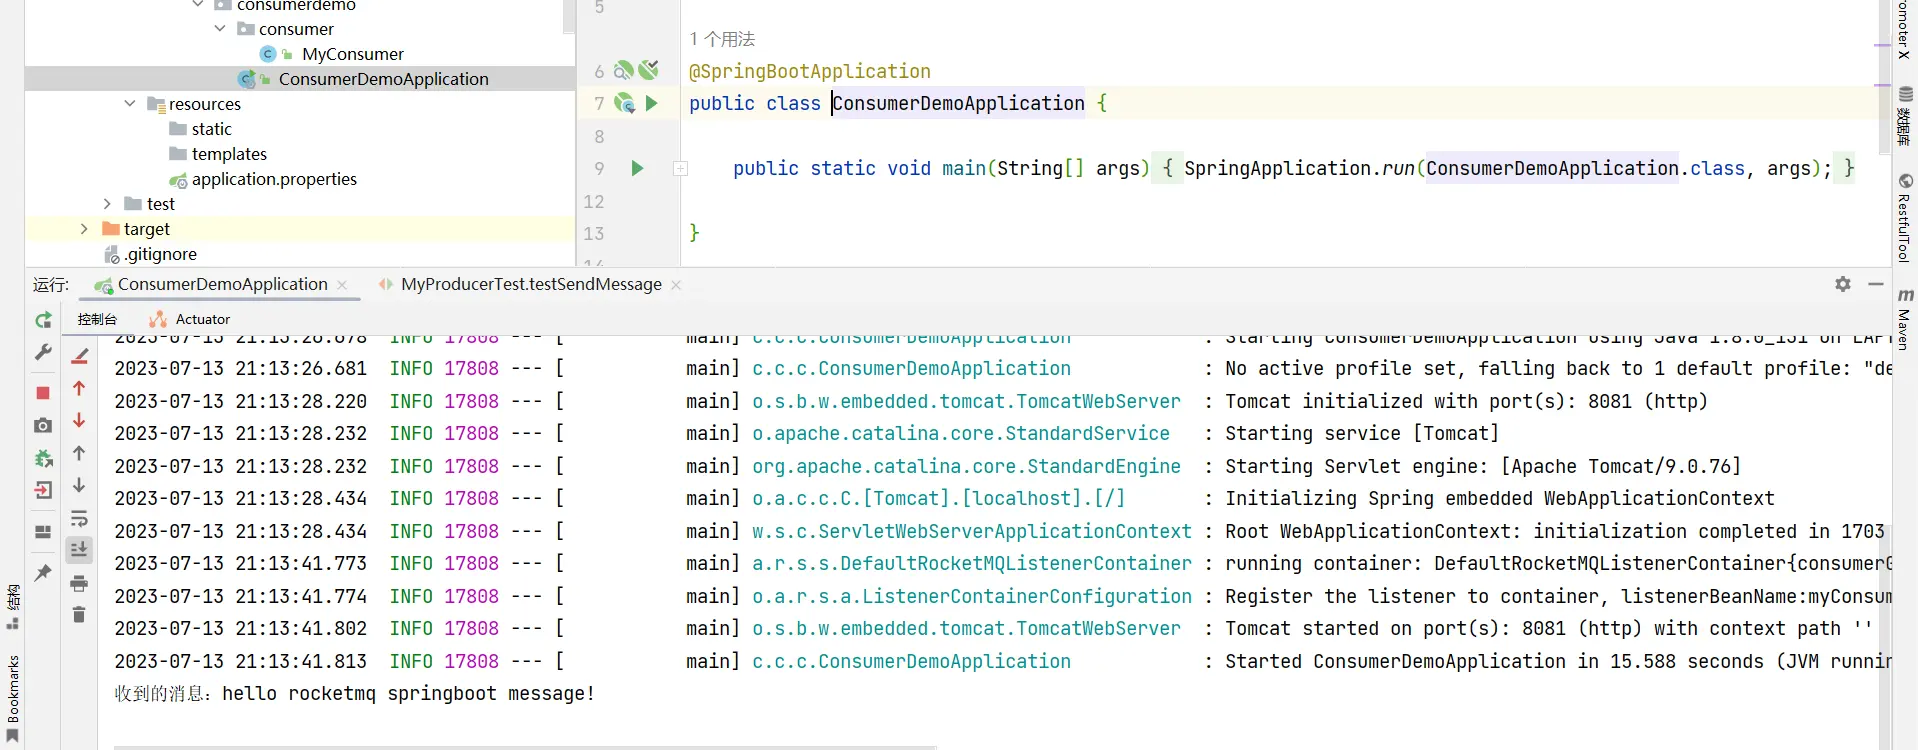 consumerdemo
consumer
MyConsumer
ConsumerDemoApplication
resources
static
templates
application.properties
test
target
.gitignore
5
1 个用法
6 @SpringBootApplication
7 public class ConsumerDemoApplication {
8
9 public static void main(String[] args) { SpringApplication.run(ConsumerDemoApplication.class, args); }
12
13 }
14
omoter X
数据库
RestfulTool
m Maven
运行: ConsumerDemoApplication × MyProducerTest.testSendMessage ×
控制台 Actuator
2023-07-13 21:13:26.678 INFO 17808 --- [ main] c.c.c.ConsumerDemoApplication : Starting ConsumerDemoApplication using Java 1.8.0_151 on LAP
2023-07-13 21:13:26.681 INFO 17808 --- [ main] c.c.c.ConsumerDemoApplication : No active profile set, falling back to 1 default profile: "de
2023-07-13 21:13:28.220 INFO 17808 --- [ main] o.s.b.w.embedded.tomcat.TomcatWebServer : Tomcat initialized with port(s): 8081 (http)
2023-07-13 21:13:28.232 INFO 17808 --- [ main] o.apache.catalina.core.StandardService : Starting service [Tomcat]
2023-07-13 21:13:28.232 INFO 17808 --- [ main] org.apache.catalina.core.StandardEngine : Starting Servlet engine: [Apache Tomcat/9.0.76]
2023-07-13 21:13:28.434 INFO 17808 --- [ main] o.a.c.c.C.[Tomcat].[localhost].[/] : Initializing Spring embedded WebApplicationContext
2023-07-13 21:13:28.434 INFO 17808 --- [ main] w.s.c.ServletWebServerApplicationContext : Root WebApplicationContext: initialization completed in 1703
2023-07-13 21:13:41.773 INFO 17808 --- [ main] a.r.s.s.DefaultRocketMQListenerContainer : running container: DefaultRocketMQListenerContainer{consumerG
2023-07-13 21:13:41.774 INFO 17808 --- [ main] o.a.r.s.a.ListenerContainerConfiguration : Register the listener to container, listenerBeanName:myConsum
2023-07-13 21:13:41.802 INFO 17808 --- [ main] o.s.b.w.embedded.tomcat.TomcatWebServer : Tomcat started on port(s): 8081 (http) with context path ''
2023-07-13 21:13:41.813 INFO 17808 --- [ main] c.c.c.ConsumerDemoApplication : Started ConsumerDemoApplication in 15.588 seconds (JVM runnin
收到的消息: hello rocketmq springboot message!
结构
Bookmarks